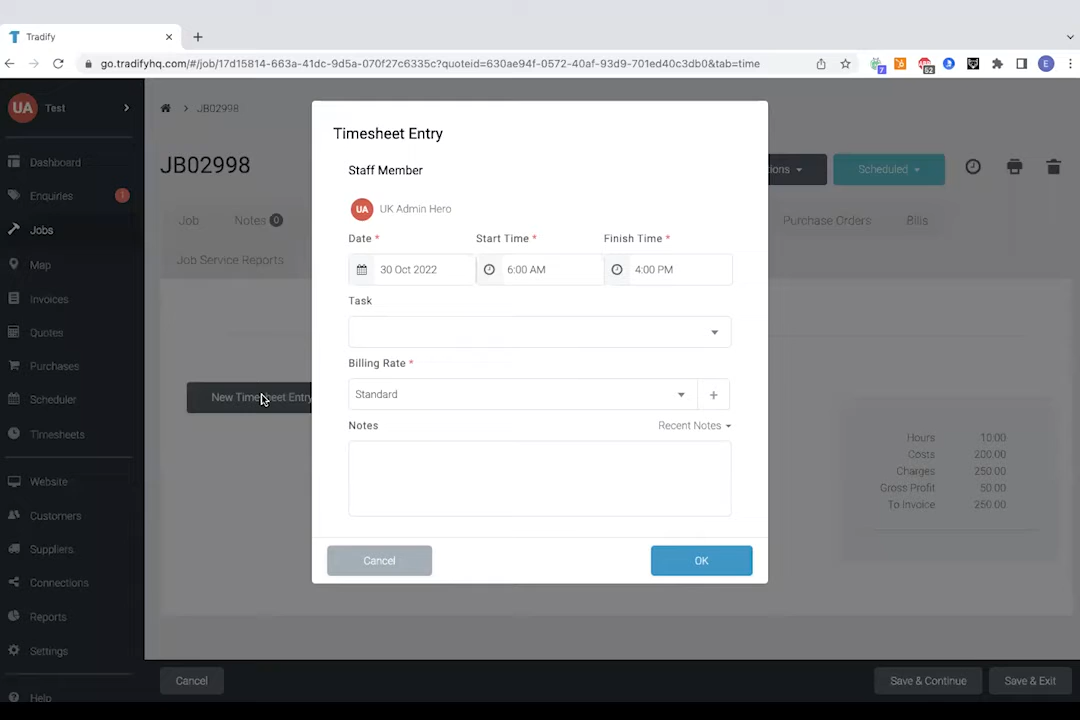 Tradify
go.tradifyhq.com/#/job/17d15814-663a-41dc-9d5a-070f27c6335c?quoteid=630ae94f-0572-40af-93d9-701ed40c3db0&tab=time
7
52
E
UA Test
JB02998
Dashboard
Enquiries 1
Jobs
Map
Invoices
Quotes
Purchases
Scheduler
Timesheets
Website
Customers
Suppliers
Connections
Reports
Settings
Help
JB02998
Scheduled
Job Notes 0 Purchase Orders Bills
Job Service Reports
New Timesheet Entry
Timesheet Entry
Staff Member
UA UK Admin Hero
Date * Start Time * Finish Time *
30 Oct 2022 6:00 AM 4:00 PM
Task
Billing Rate *
Standard +
Notes Recent Notes
Cancel OK
Hours 10.00
Costs 200.00
Charges 250.00
Gross Profit 50.00
To Invoice 250.00
Cancel Save & Continue Save & Exit